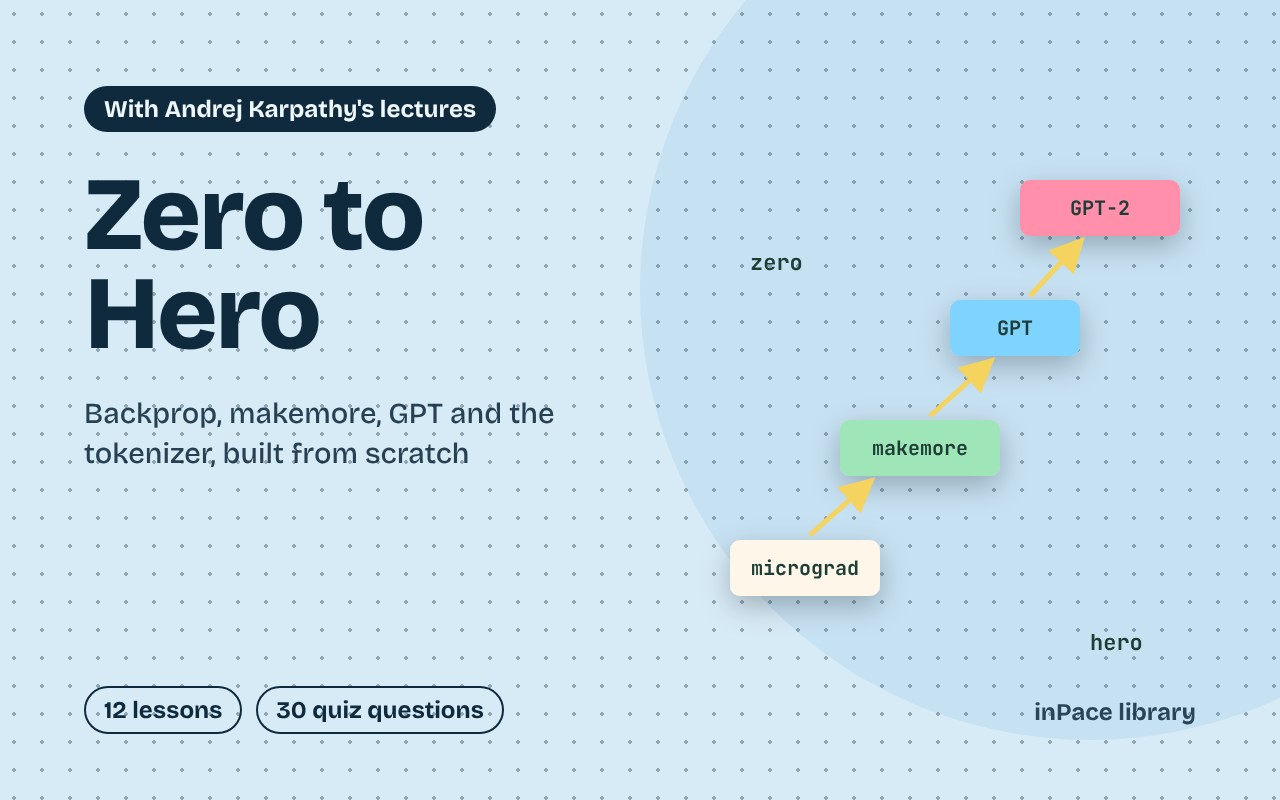 With Andrej Karpathy's lectures
Zero to
Hero
Backprop, makemore, GPT and the
tokenizer, built from scratch
12 lessons
30 quiz questions
GPT-2
zero
GPT
makemore
micrograd
hero
inPace library